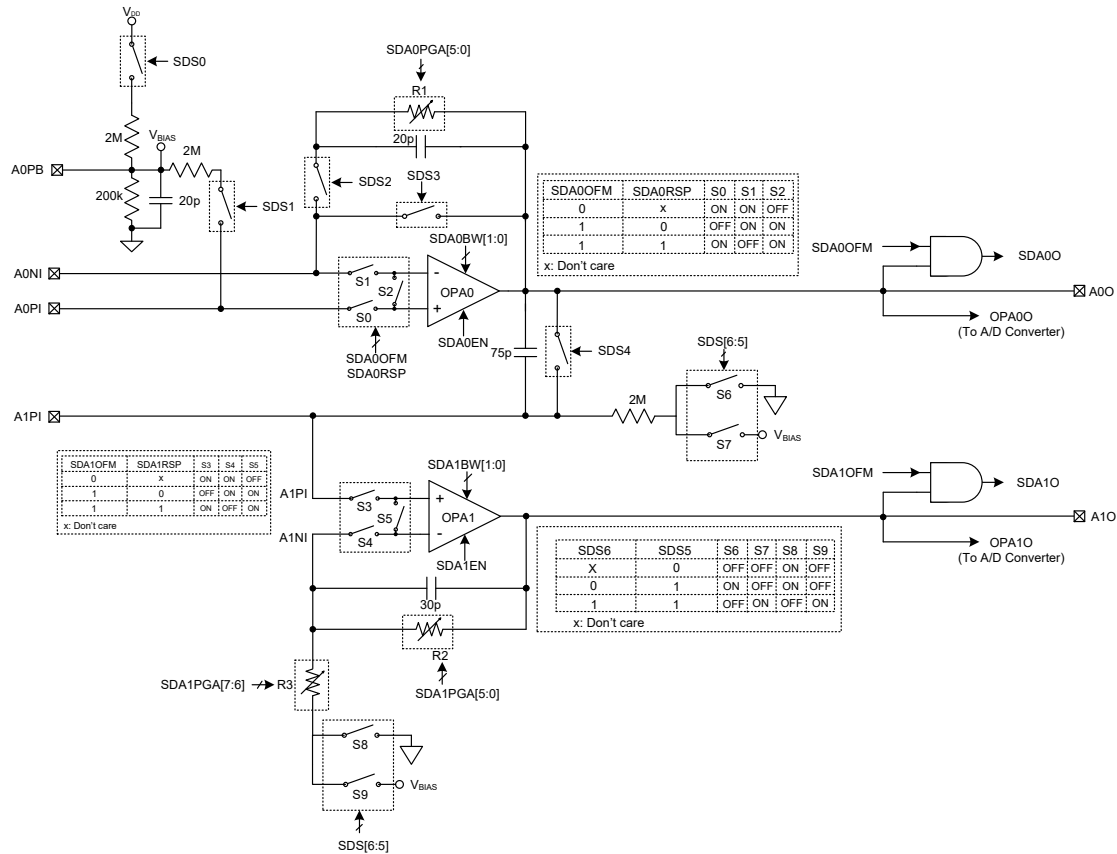 VDD
SDS0
2M
VBIAS
2M
A0PB
200k
20p
SDS1
SDA0PGA[5:0]
R1
20p
SDS2
SDS3
SDA0BW[1:0]
A0NI
A0PI
S1
S2
S0
-
+
OPA0
SDA0EN
SDA0OFM
SDA0RSP
SDA0OFM SDA0RSP S0 S1 S2
0 x ON ON OFF
1 0 OFF ON ON
1 1 ON OFF ON
x: Don't care
SDA0OFM
SDA0O
A0O
OPA0O
(To A/D Converter)
75p
SDS4
SDS[6:5]
2M
S6
S7
VBIAS
A1PI
SDA1OFM SDA1RSP S3 S4 S5
0 x ON ON OFF
1 0 OFF ON ON
1 1 ON OFF ON
x: Don't care
SDA1BW[1:0]
A1PI
A1NI
S3
S5
S4
+
-
OPA1
SDA1EN
SDA1OFM
SDA1O
A1O
OPA1O
(To A/D Converter)
SDS6 SDS5 S6 S7 S8 S9
X 0 OFF OFF ON OFF
0 1 ON OFF ON OFF
1 1 OFF ON OFF ON
x: Don't care
30p
R2
SDA1PGA[5:0]
SDA1PGA[7:6]
R3
S8
S9
VBIAS
SDS[6:5]